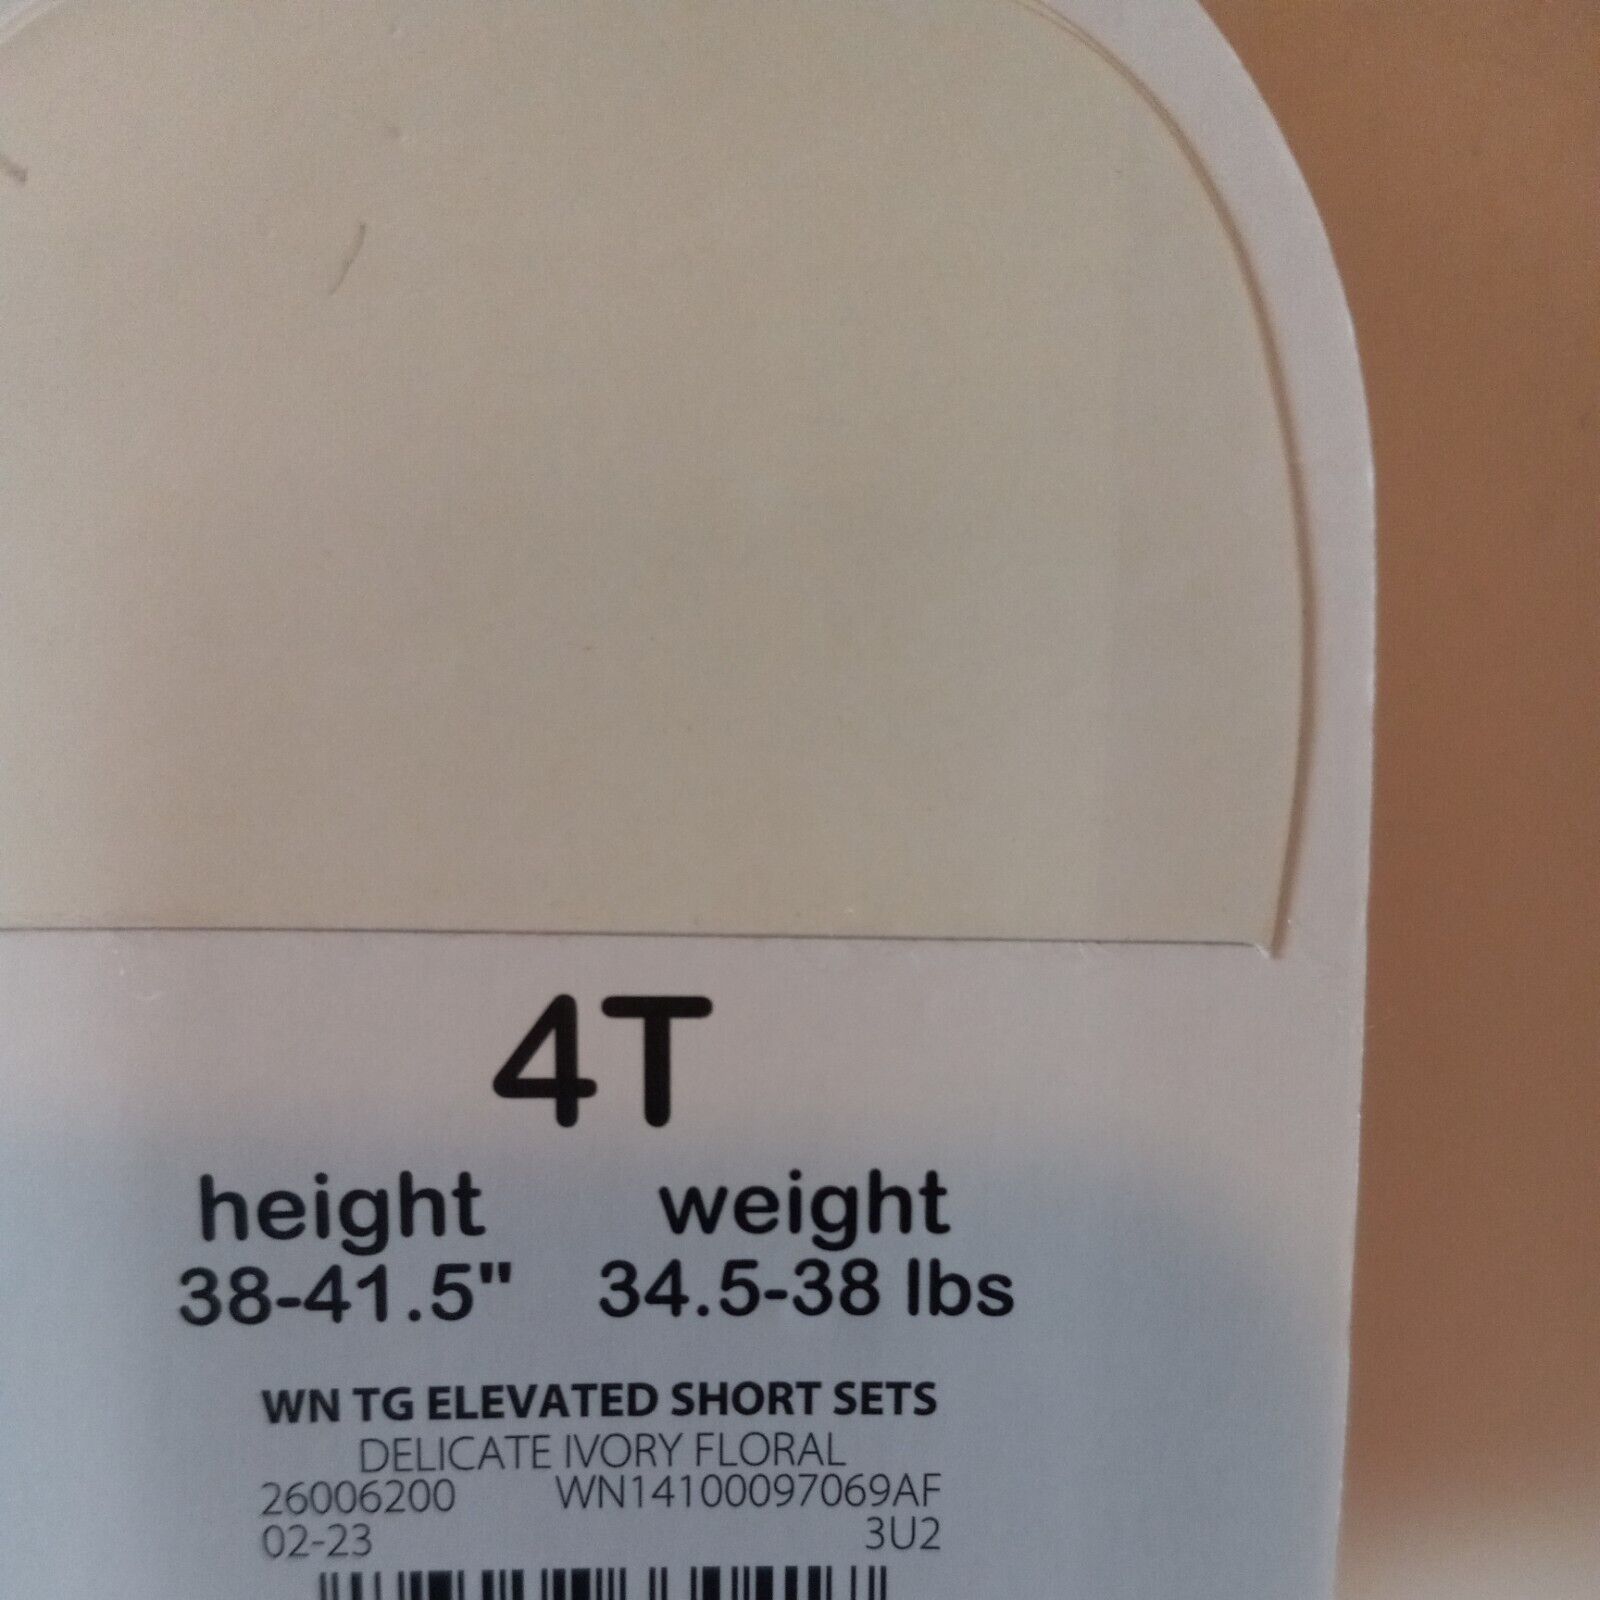 4T
height weight
38-41.5" 34.5-38 lbs
WN TG ELEVATED SHORT SETS
DELICATE IVORY FLORAL
26006200 WN14100097069AF
02-23 3U2